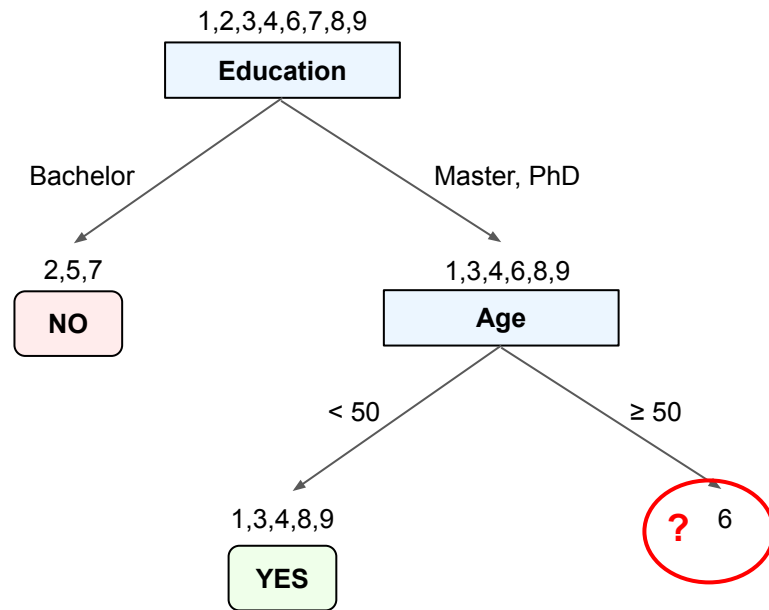 1,2,3,4,6,7,8,9
Education
Bachelor
Master, PhD
2,5,7
NO
1,3,4,6,8,9
Age
< 50
≥ 50
1,3,4,8,9
YES
? 6